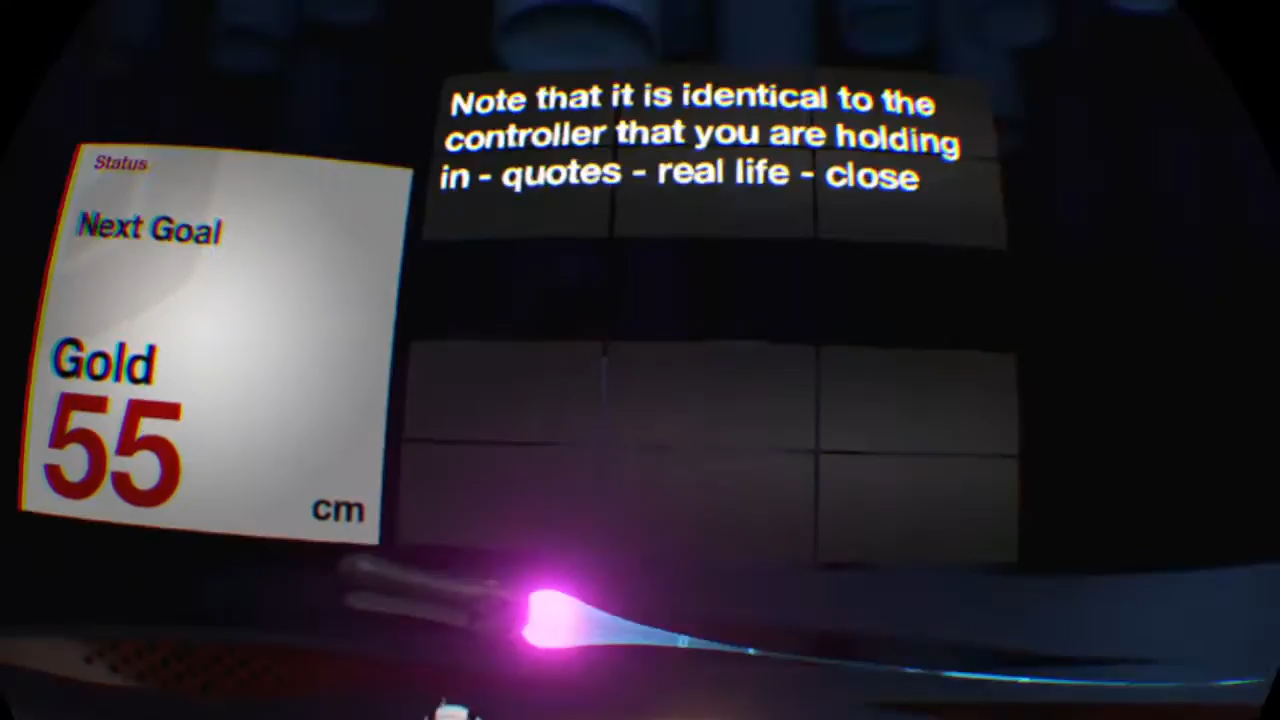 Status
Next Goal
Gold
55
cm
Note that it is identical to the
controller that you are holding
in - quotes - real life - close